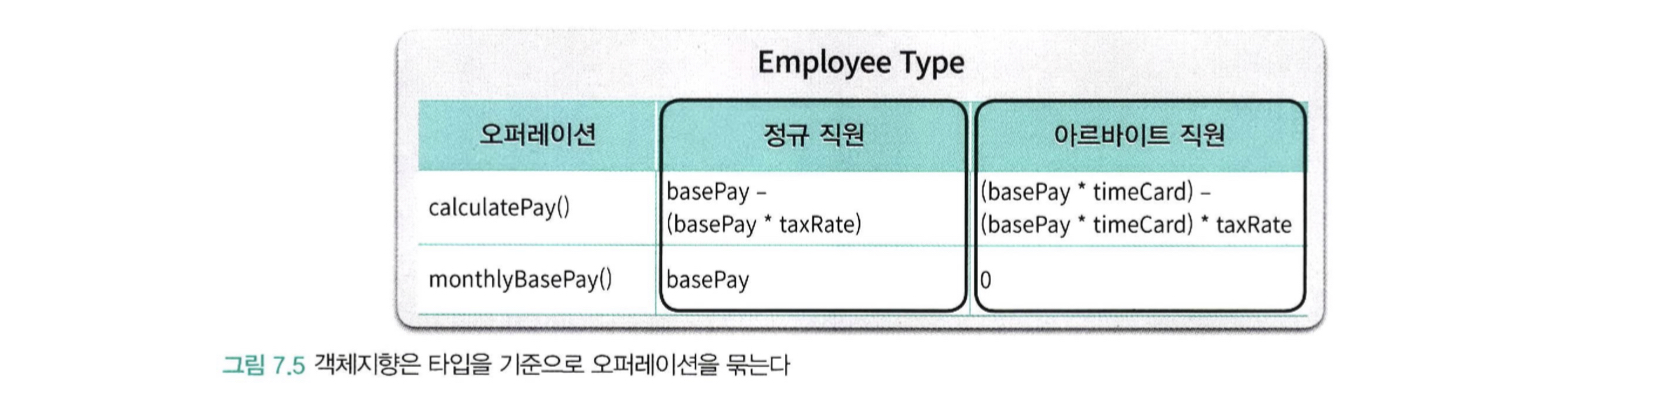 Employee Type
오퍼레이션 정규 직원 아르바이트 직원
calculatePay()
basePay –
(basePay * taxRate)
(basePay * timeCard) –
(basePay * timeCard) * taxRate
monthlyBasePay() basePay 0
그림 7.5 객체지향은 타입을 기준으로 오퍼레이션을 묶는다